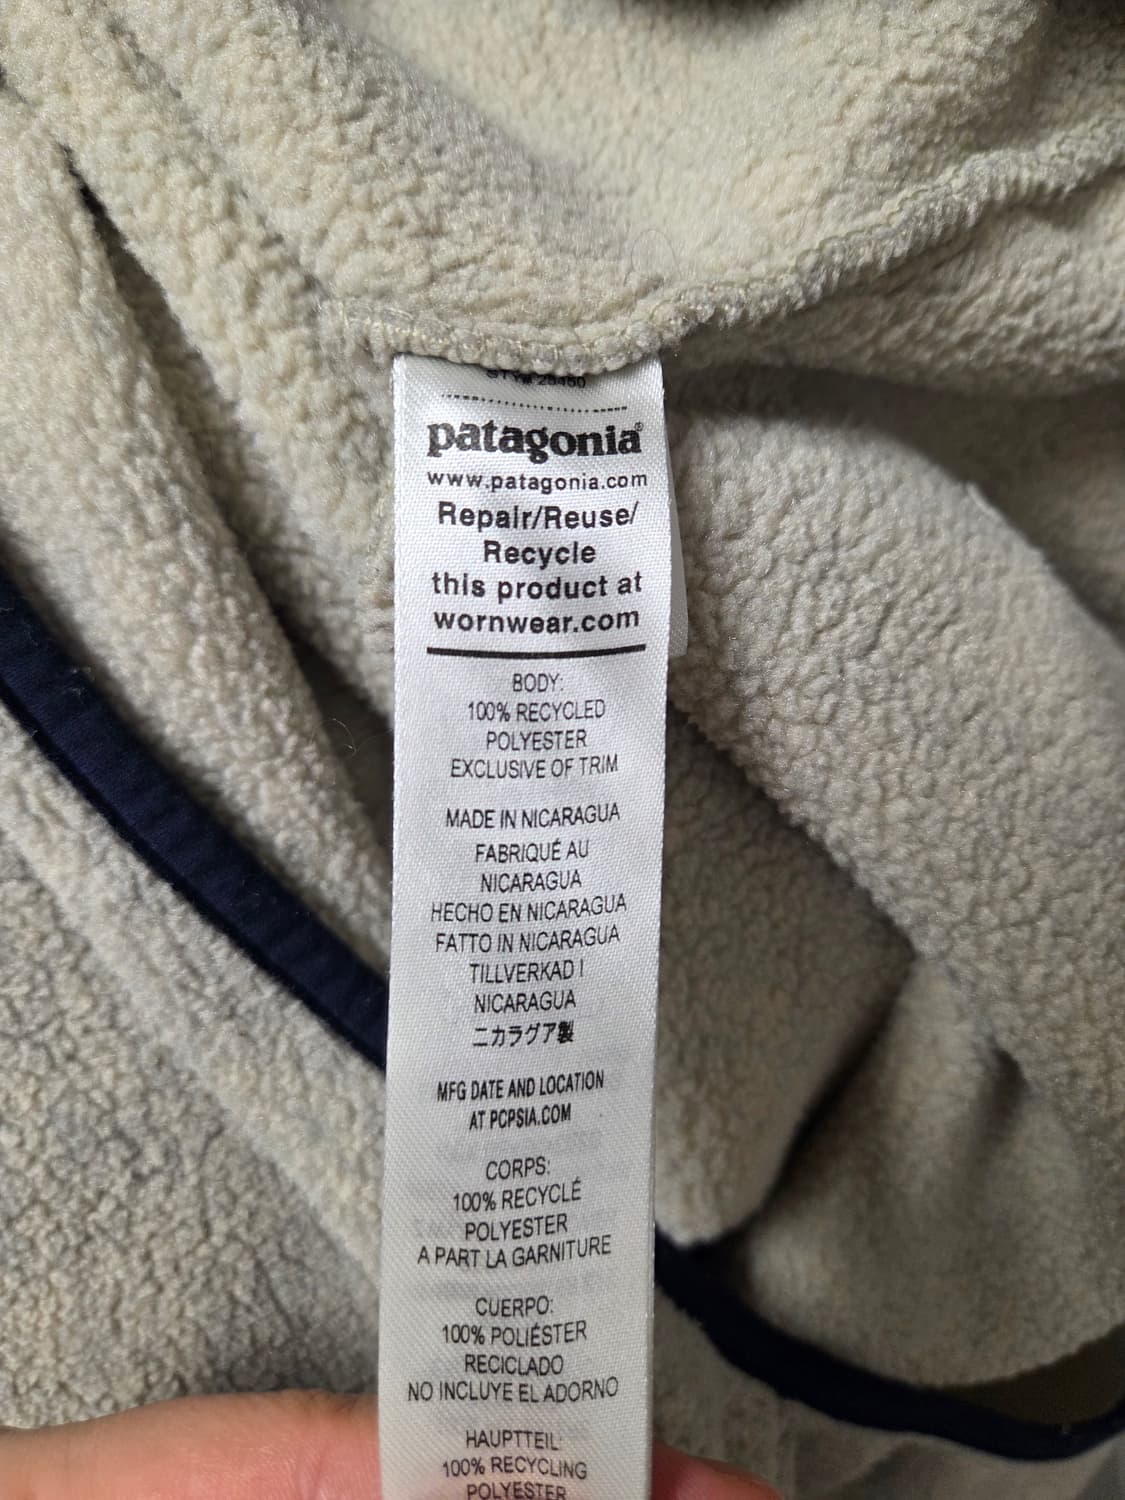 25450
patagonia®
www.patagonia.com
Repair/Reuse/
Recycle
this product at
wornwear.com
BODY:
100% RECYCLED
POLYESTER
EXCLUSIVE OF TRIM
MADE IN NICARAGUA
FABRIQUÉ AU
NICARAGUA
HECHO EN NICARAGUA
FATTO IN NICARAGUA
TILLVERKAD I
NICARAGUA
ニカラグア製
MFG DATE AND LOCATION
AT PCPSIA.COM
CORPS:
100% RECYCLÉ
POLYESTER
A PART LA GARNITURE
CUERPO:
100% POLIÉSTER
RECICLADO
NO INCLUYE EL ADORNO
HAUPTTEIL:
100% RECYCLING
POLYESTER